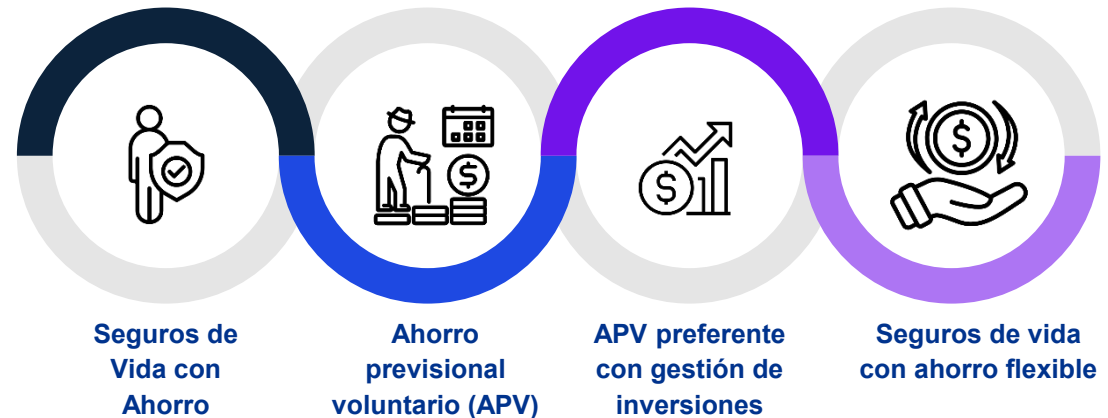 Seguros de
Vida con
Ahorro
Ahorro
previsional
voluntario (APV)
APV preferente
con gestión de
inversiones
Seguros de vida
con ahorro flexible